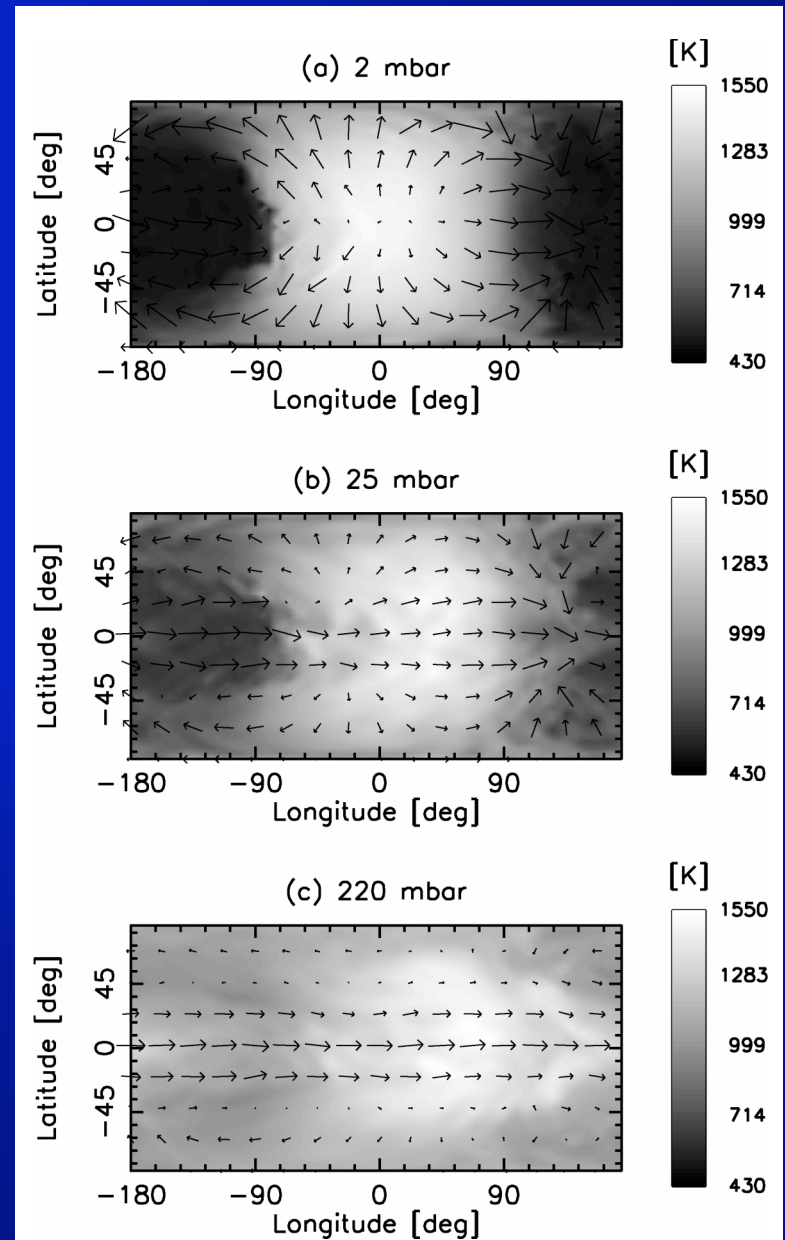 (a) 2 mbar
[K]
1550
1283
999
714
430
Latitude [deg]
45
0
−45
−180 −90 0 90
Longitude [deg]
(b) 25 mbar
[K]
1550
1283
999
714
430
Latitude [deg]
45
0
−45
−180 −90 0 90
Longitude [deg]
(c) 220 mbar
[K]
1550
1283
999
714
430
Latitude [deg]
45
0
−45
−180 −90 0 90
Longitude [deg]